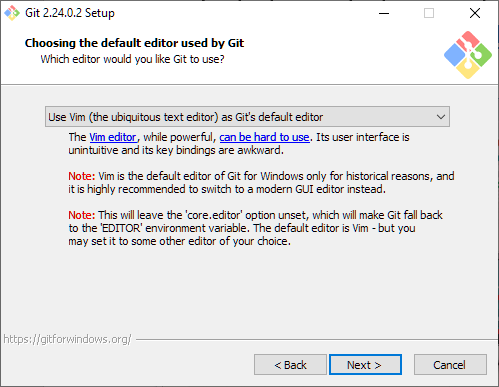 Git 2.24.0.2 Setup
Choosing the default editor used by Git
Which editor would you like Git to use?
Use Vim (the ubiquitous text editor) as Git's default editor
The Vim editor, while powerful, can be hard to use. Its user interface is
unintuitive and its key bindings are awkward.
Note: Vim is the default editor of Git for Windows only for historical reasons, and
it is highly recommended to switch to a modern GUI editor instead.
Note: This will leave the 'core.editor' option unset, which will make Git fall back
to the 'EDITOR' environment variable. The default editor is Vim - but you
may set it to some other editor of your choice.
https://gitforwindows.org/
< Back
Next >
Cancel